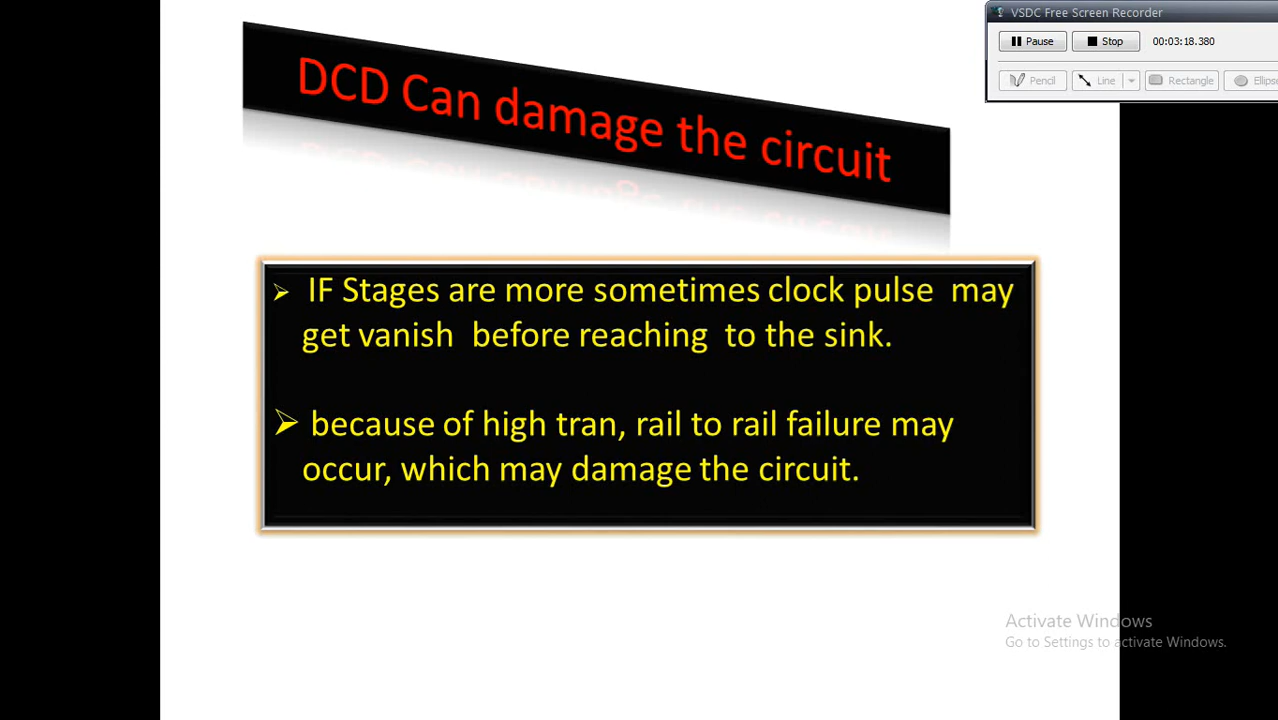 VSDC Free Screen Recorder
Pause Stop 00:03:18.380
Pencil Line Rectangle
DCD Can damage the circuit
➢ IF Stages are more sometimes clock pulse may
get vanish before reaching to the sink.
➢ because of high tran, rail to rail failure may
occur, which may damage the circuit.
Activate Windows
Go to Settings to activate Windows.